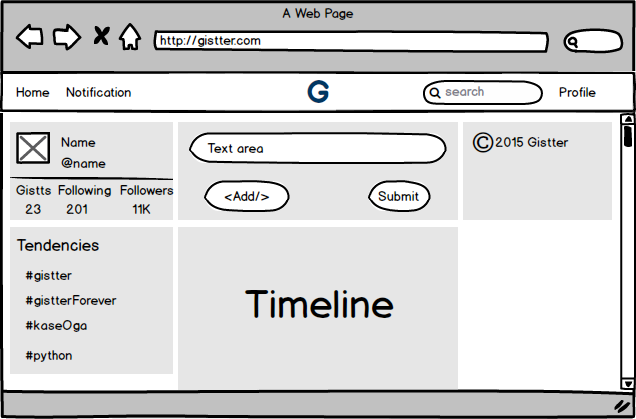 A Web Page
http://gistter.com
Home Notification G search Profile
Name
@name
Gistts Following Followers
23 201 11K
Tendencies
#gistter
#gistterForever
#kaseOga
#python
Text area
<Add/> Submit
Timeline
©2015 Gistter